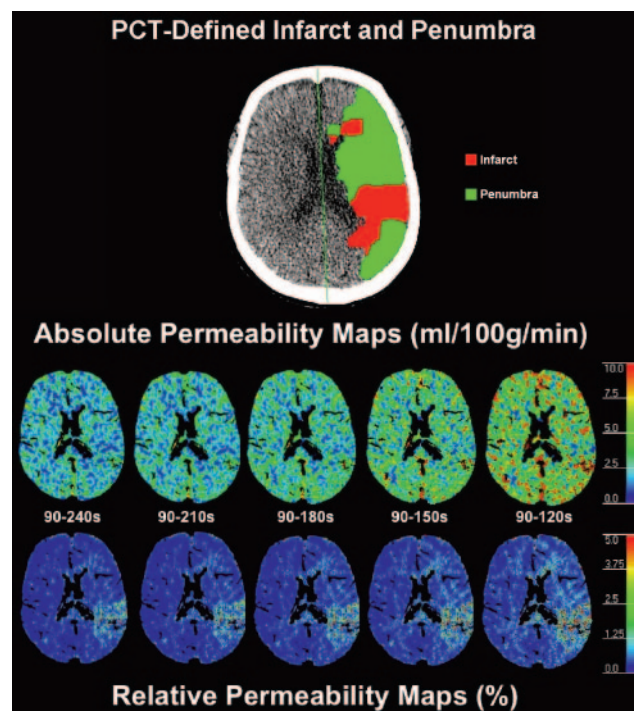 PCT-Defined Infarct and Penumbra
Infarct
Penumbra
Absolute Permeability Maps (ml/100g/min)
10.0
7.5
5.0
2.5
0.0
90-240s 90-210s 90-180s 90-150s 90-120s
5.0
3.75
2.5
1.25
0.0
Relative Permeability Maps (%)